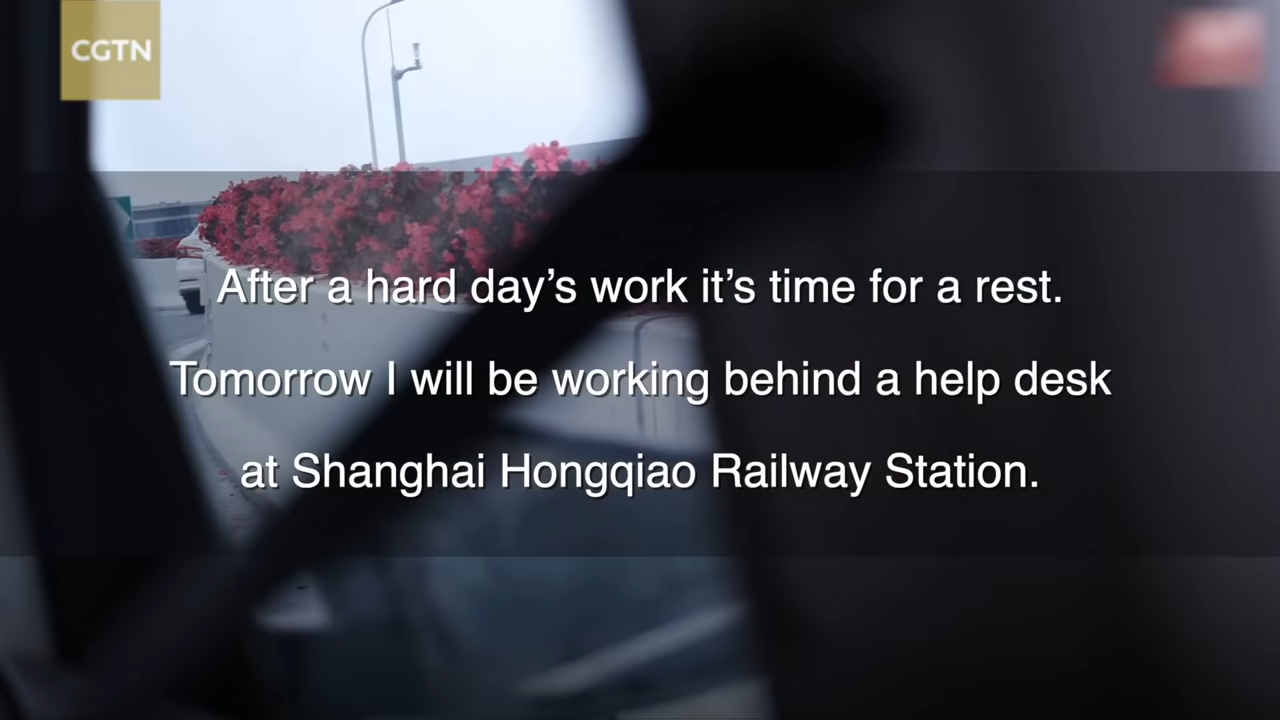 CGTN
After a hard day's work it's time for a rest.
Tomorrow I will be working behind a help desk
at Shanghai Hongqiao Railway Station.